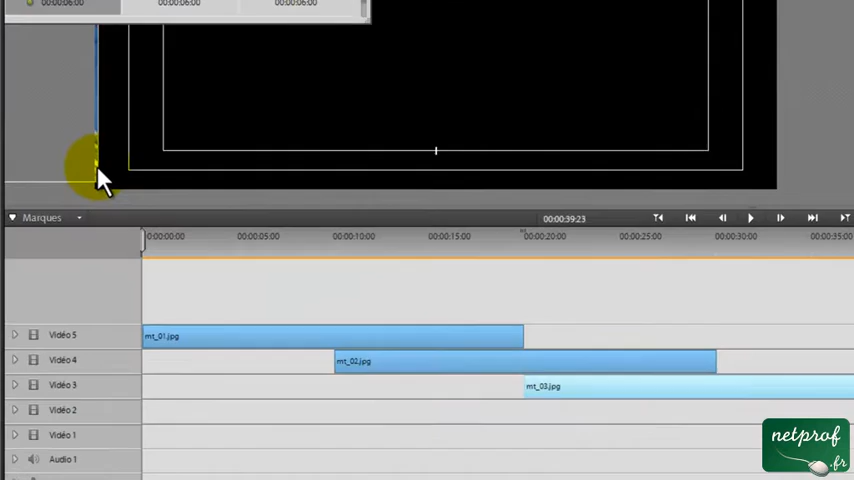 00:00:06:00 00:00:06:00 00:00:06:00
Marques 00:00:39:23
00:00:00:00 00:00:05:00 00:00:10:00 00:00:15:00 00:00:20:00 00:00:25:00 00:00:30:00 00:00:35:00
Vidéo 5 mt_01.jpg
Vidéo 4 mt_02.jpg
Vidéo 3 mt_03.jpg
Vidéo 2
Vidéo 1
Audio 1
netprof
.fr